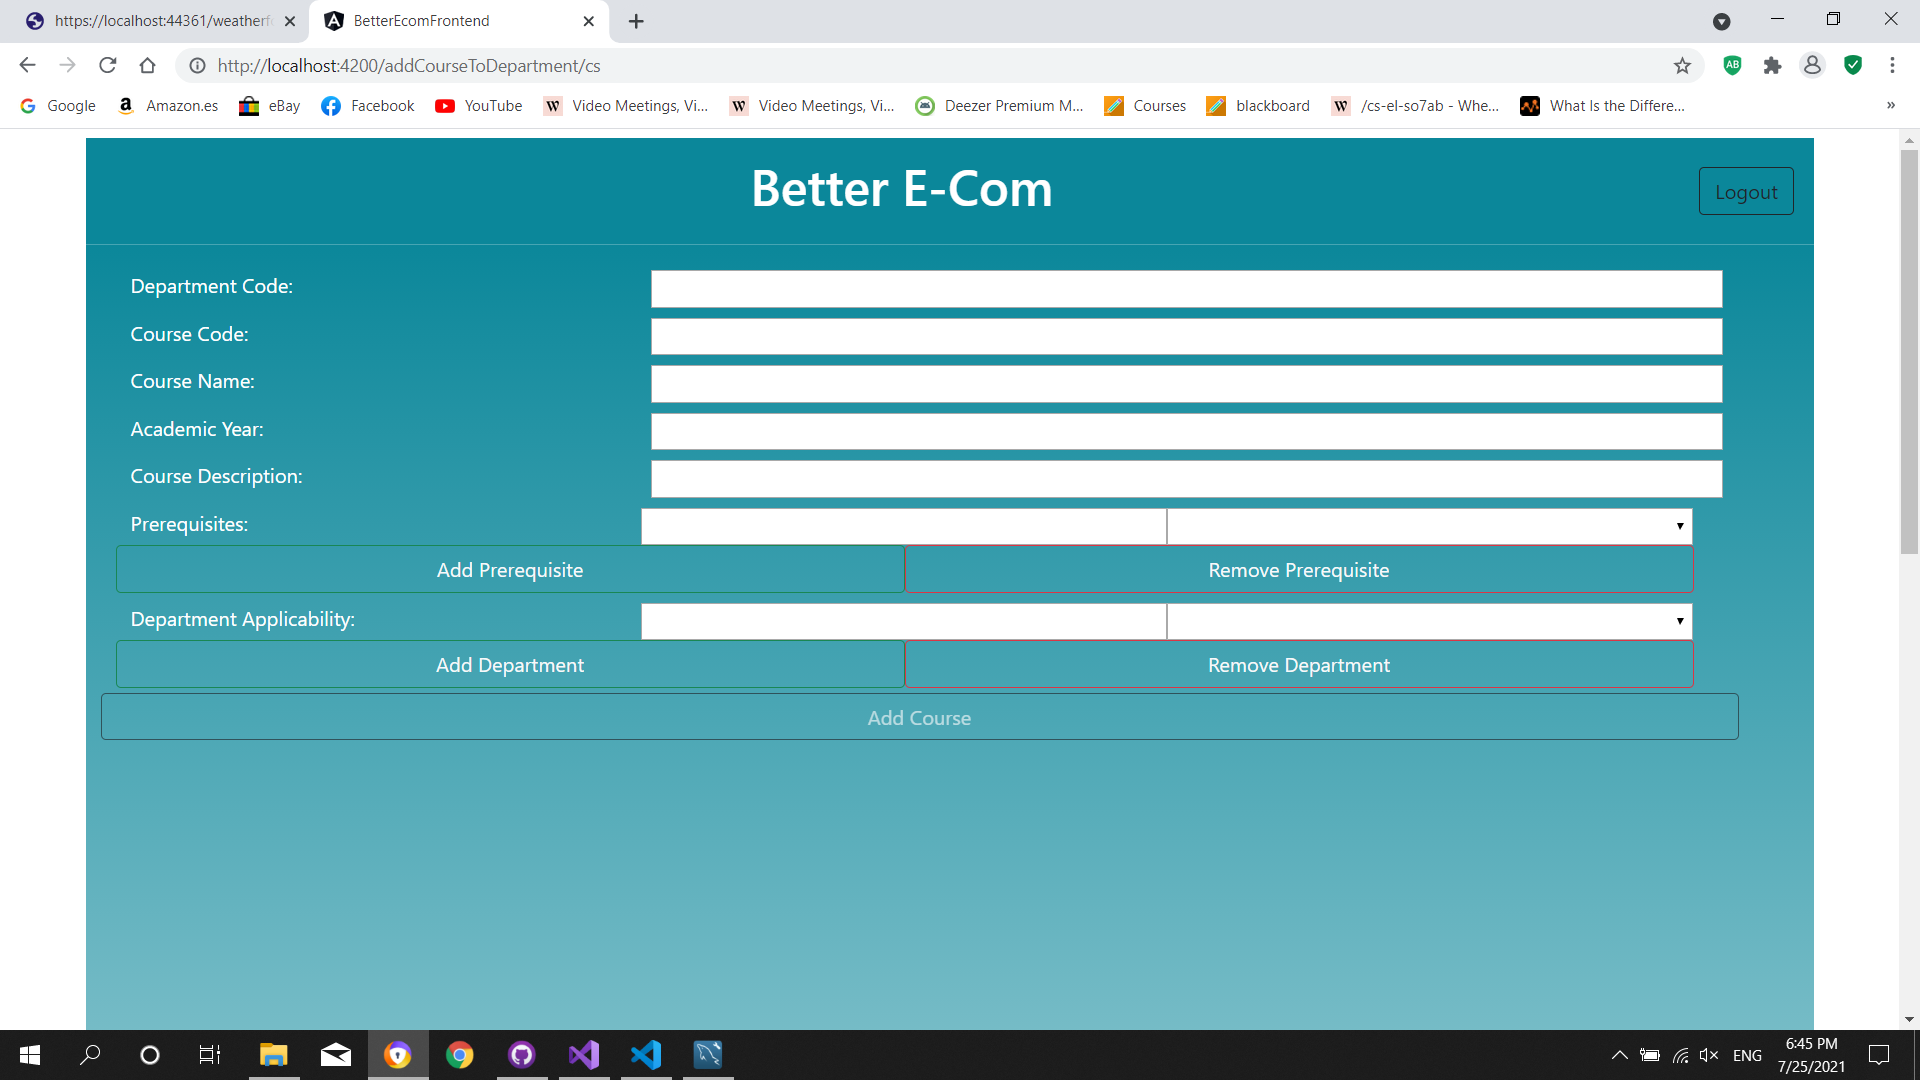 https://localhost:44361/weatherf
BetterEcomFrontend
http://localhost:4200/addCourseToDepartment/cs
AB
Google
Amazon.es
eBay
Facebook
YouTube
Video Meetings, Vi...
Video Meetings, Vi...
Deezer Premium M...
Courses
blackboard
/cs-el-so7ab - Whe...
What Is the Differe...
»
Better E-Com
Logout
Department Code:
Course Code:
Course Name:
Academic Year:
Course Description:
Prerequisites:
Add Prerequisite
Remove Prerequisite
Department Applicability:
Add Department
Remove Department
Add Course
ENG
6:45 PM
7/25/2021